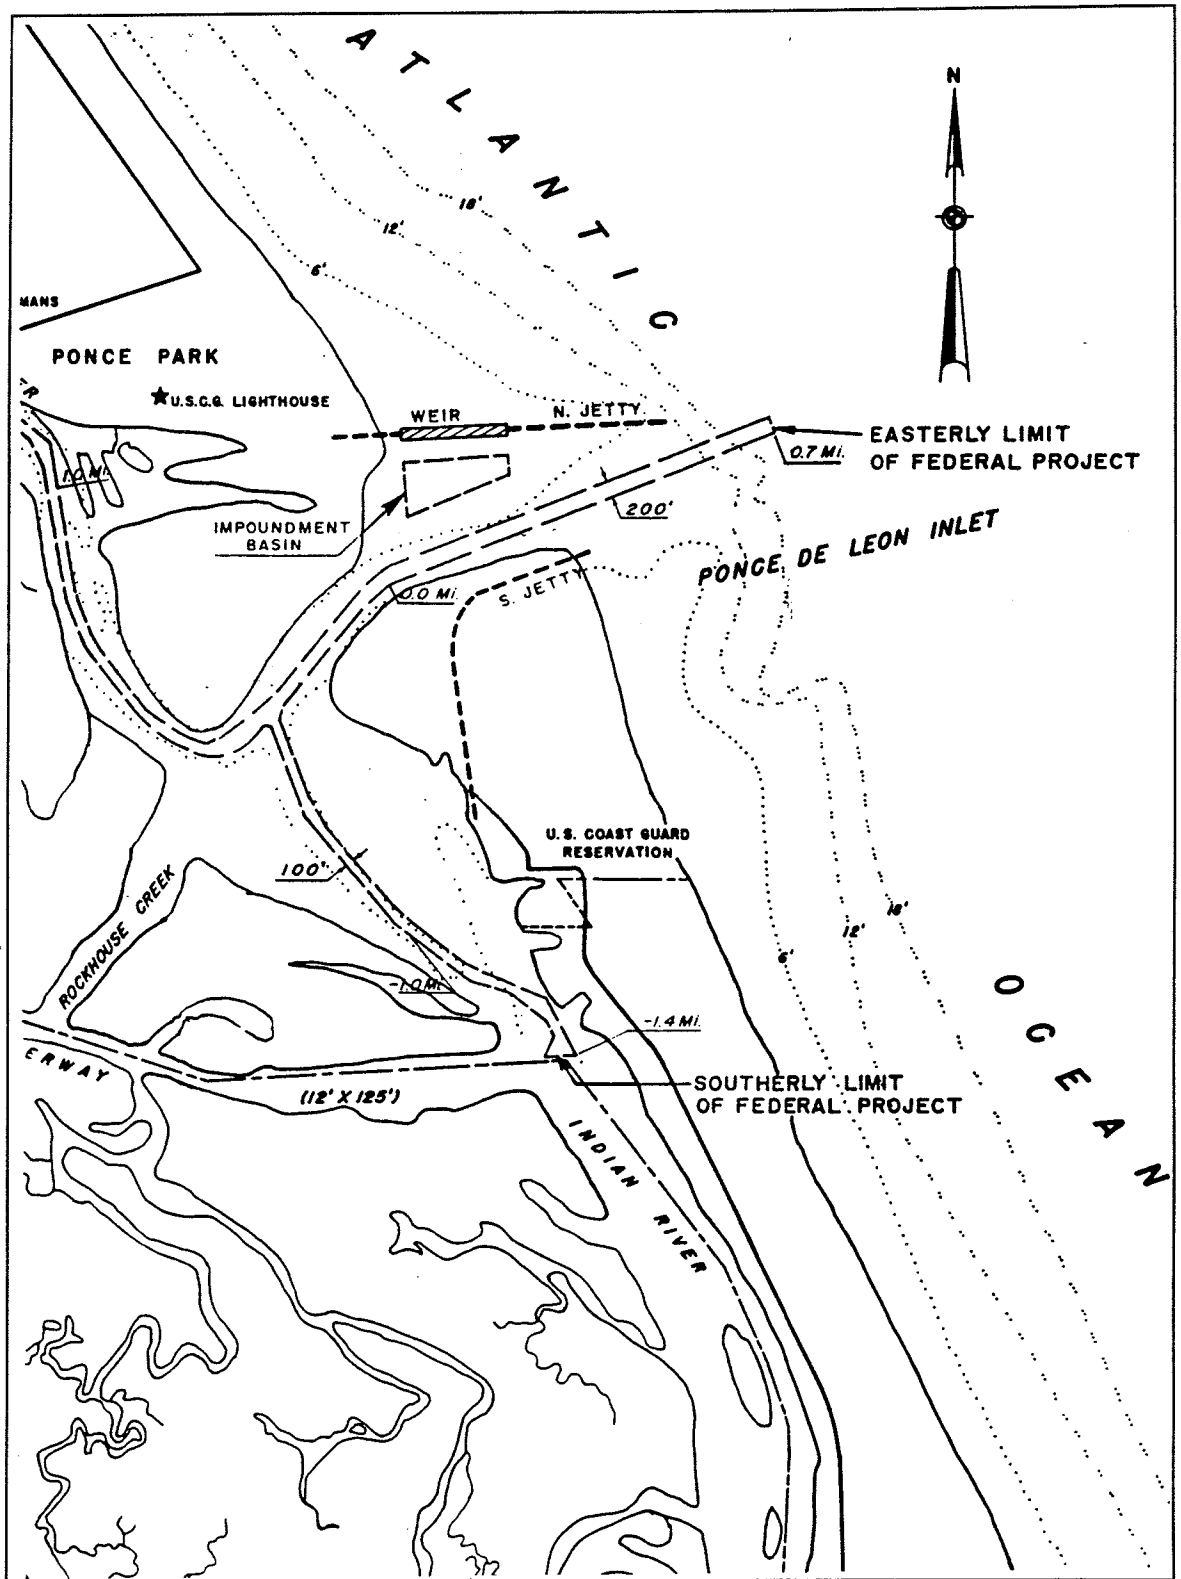 ATLANTIC
N
18'
12'
6'
MANS
PONCE PARK
U.S.C.G. LIGHTHOUSE
WEIR
N. JETTY
EASTERLY LIMIT
OF FEDERAL PROJECT
0.7 Mi.
1.0 Mi.
200'
IMPOUNDMENT
BASIN
PONCE DE LEON INLET
0.0 Mi.
S. JETTY
U.S. COAST GUARD
RESERVATION
100'
ROCKHOUSE CREEK
18'
12'
6'
-1.0 Mi.
OCEAN
-1.4 Mi.
ERWAY
SOUTHERLY LIMIT
OF FEDERAL PROJECT
(12' X 125')
INDIAN RIVER